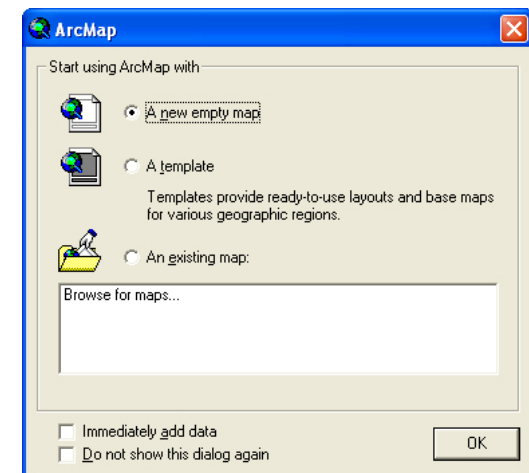 ArcMap
Start using ArcMap with
A new empty map
A template
Templates provide ready-to-use layouts and base maps
for various geographic regions.
An existing map:
Browse for maps...
Immediately add data
Do not show this dialog again
OK